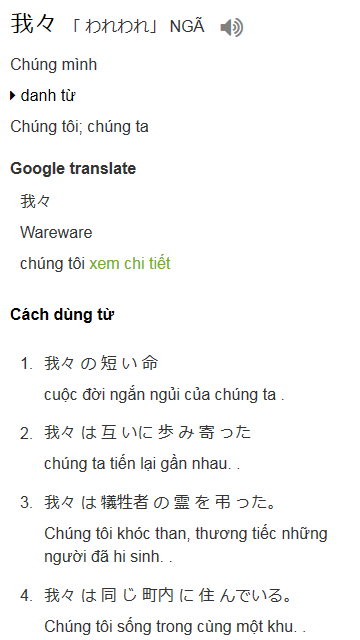 我々 「 われわれ」 NGÃ
Chúng mình
danh từ
Chúng tôi; chúng ta
Google translate
我々
Wareware
chúng tôi xem chi tiết
Cách dùng từ
1. 我々 の 短 い 命
cuộc đời ngắn ngủi của chúng ta .
2. 我々 は 互 いに 歩 み 寄 った
chúng ta tiến lại gần nhau. .
3. 我々 は 犠牲者 の 霊 を 弔 った。
Chúng tôi khóc than, thương tiếc những
người đã hi sinh. .
4. 我々 は 同 じ 町内 に 住 んでいる。
Chúng tôi sống trong cùng một khu. .